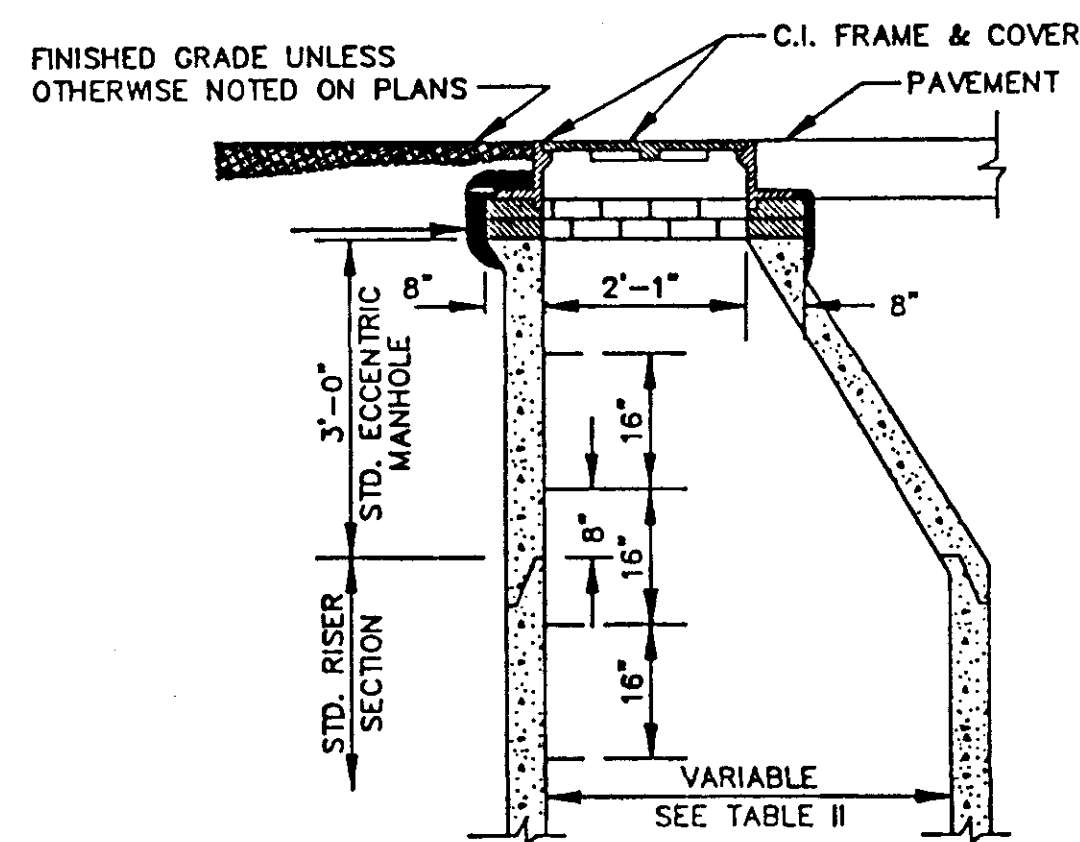 FINISHED GRADE UNLESS
OTHERWISE NOTED ON PLANS
C.I. FRAME & COVER
PAVEMENT
8"
2'-1"
8"
3'-0"
STD. ECCENTRIC
MANHOLE
16"
8"
16"
16"
STD. RISER
SECTION
VARIABLE
SEE TABLE II